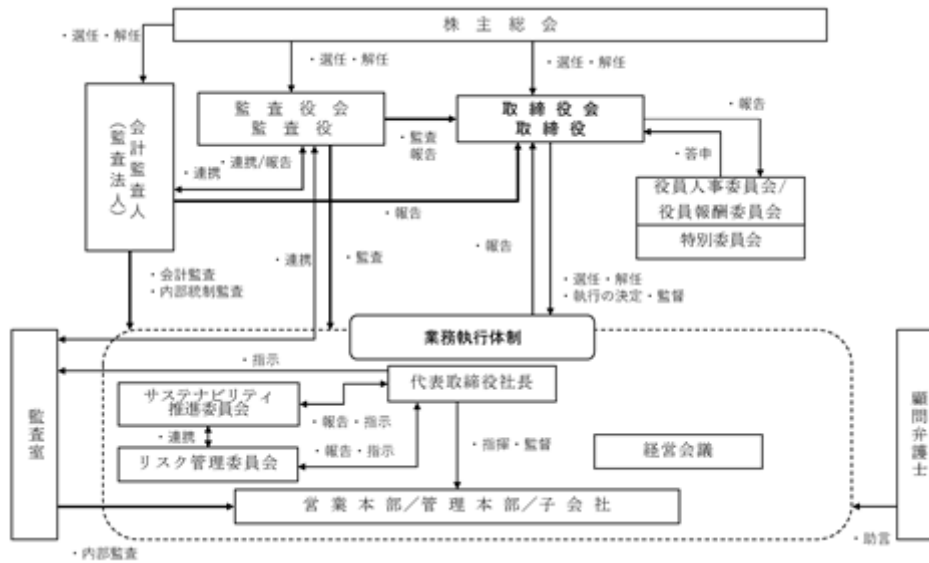 株主総会
・選任・解任
・選任・解任
・選任・解任
会計監査人
（監査法人）
監査役会
監査役
取締役会
取締役
・監査
報告
・報告
・答申
役員人事委員会/
役員報酬委員会
特別委員会
・連携/報告
・連携
・報告
・連携
・監査
・報告
・会計監査
・内部統制監査
・選任・解任
・執行の決定・監督
業務執行体制
・指示
代表取締役社長
サステナビリティ
推進委員会
・報告・指示
・連携
・報告・指示
リスク管理委員会
・指揮・監督
経営会議
営業本部／管理本部／子会社
監査室
・内部監査
顧問弁護士
・助言